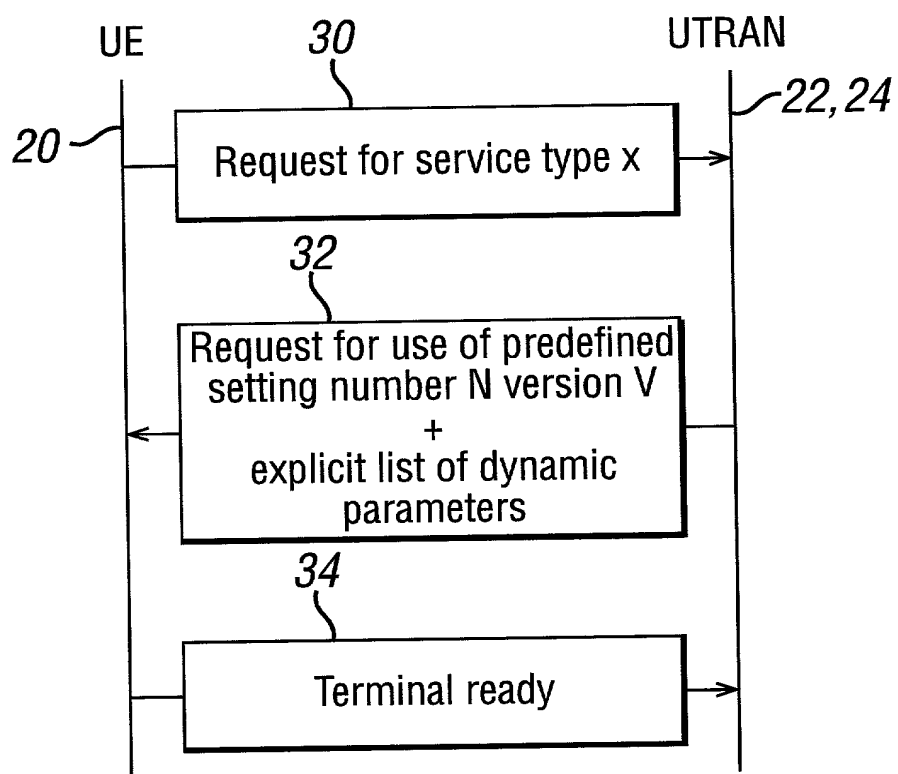 UE
30
UTRAN
20
22, 24
Request for service type x
32
Request for use of predefined
setting number N version V
+
explicit list of dynamic
parameters
34
Terminal ready